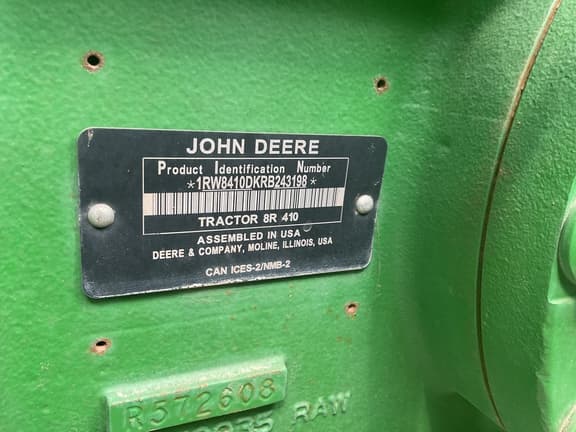 JOHN DEERE
Product Identification Number
*1RW8410DKRB243198*
TRACTOR 8R 410
ASSEMBLED IN USA
DEERE & COMPANY, MOLINE, ILLINOIS, USA
CAN ICES-2/NMB-2
R572608
RAW